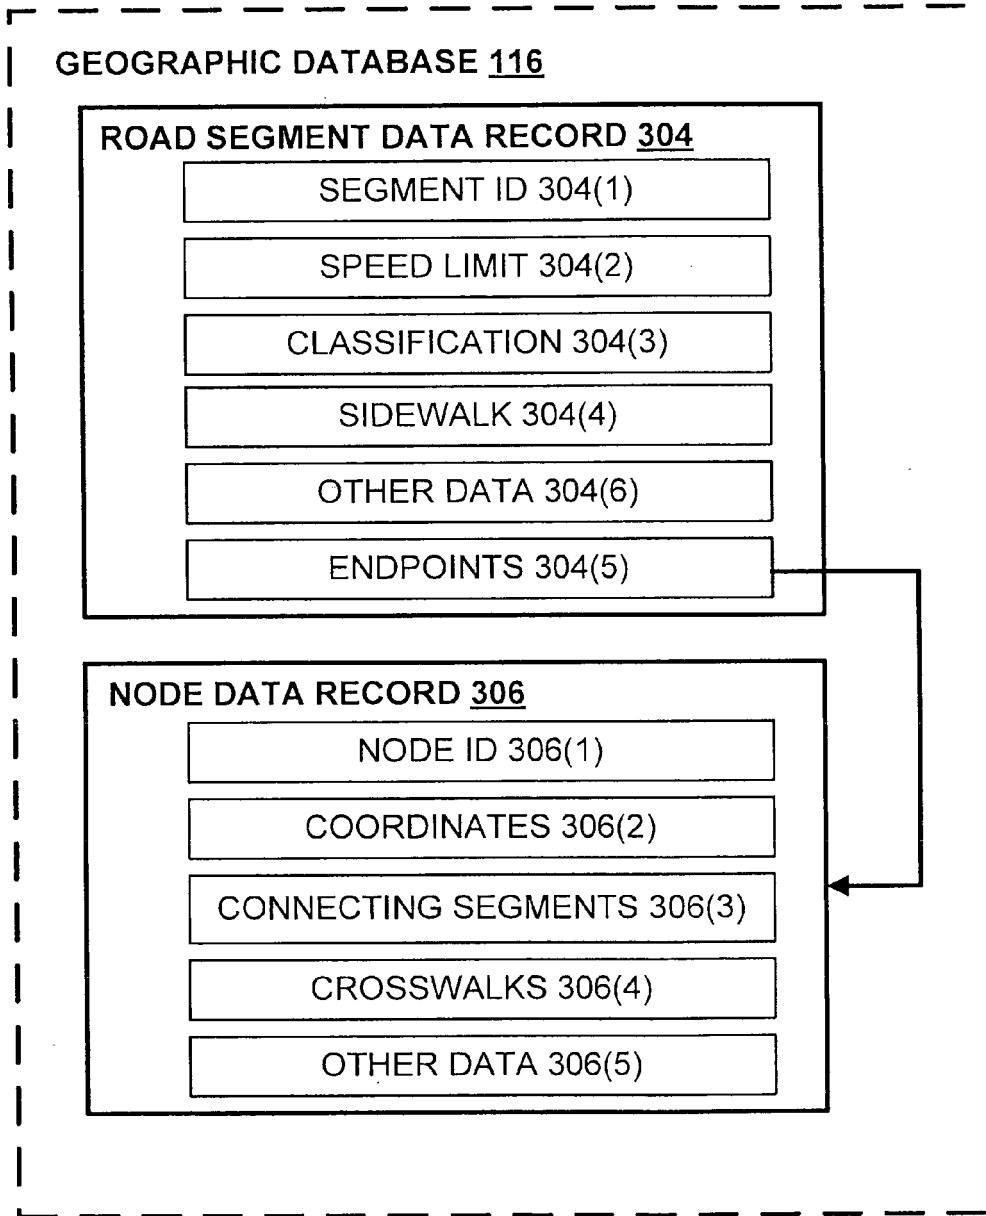 GEOGRAPHIC DATABASE 116
ROAD SEGMENT DATA RECORD 304
SEGMENT ID 304(1)
SPEED LIMIT 304(2)
CLASSIFICATION 304(3)
SIDEWALK 304(4)
OTHER DATA 304(6)
ENDPOINTS 304(5)
NODE DATA RECORD 306
NODE ID 306(1)
COORDINATES 306(2)
CONNECTING SEGMENTS 306(3)
CROSSWALKS 306(4)
OTHER DATA 306(5)